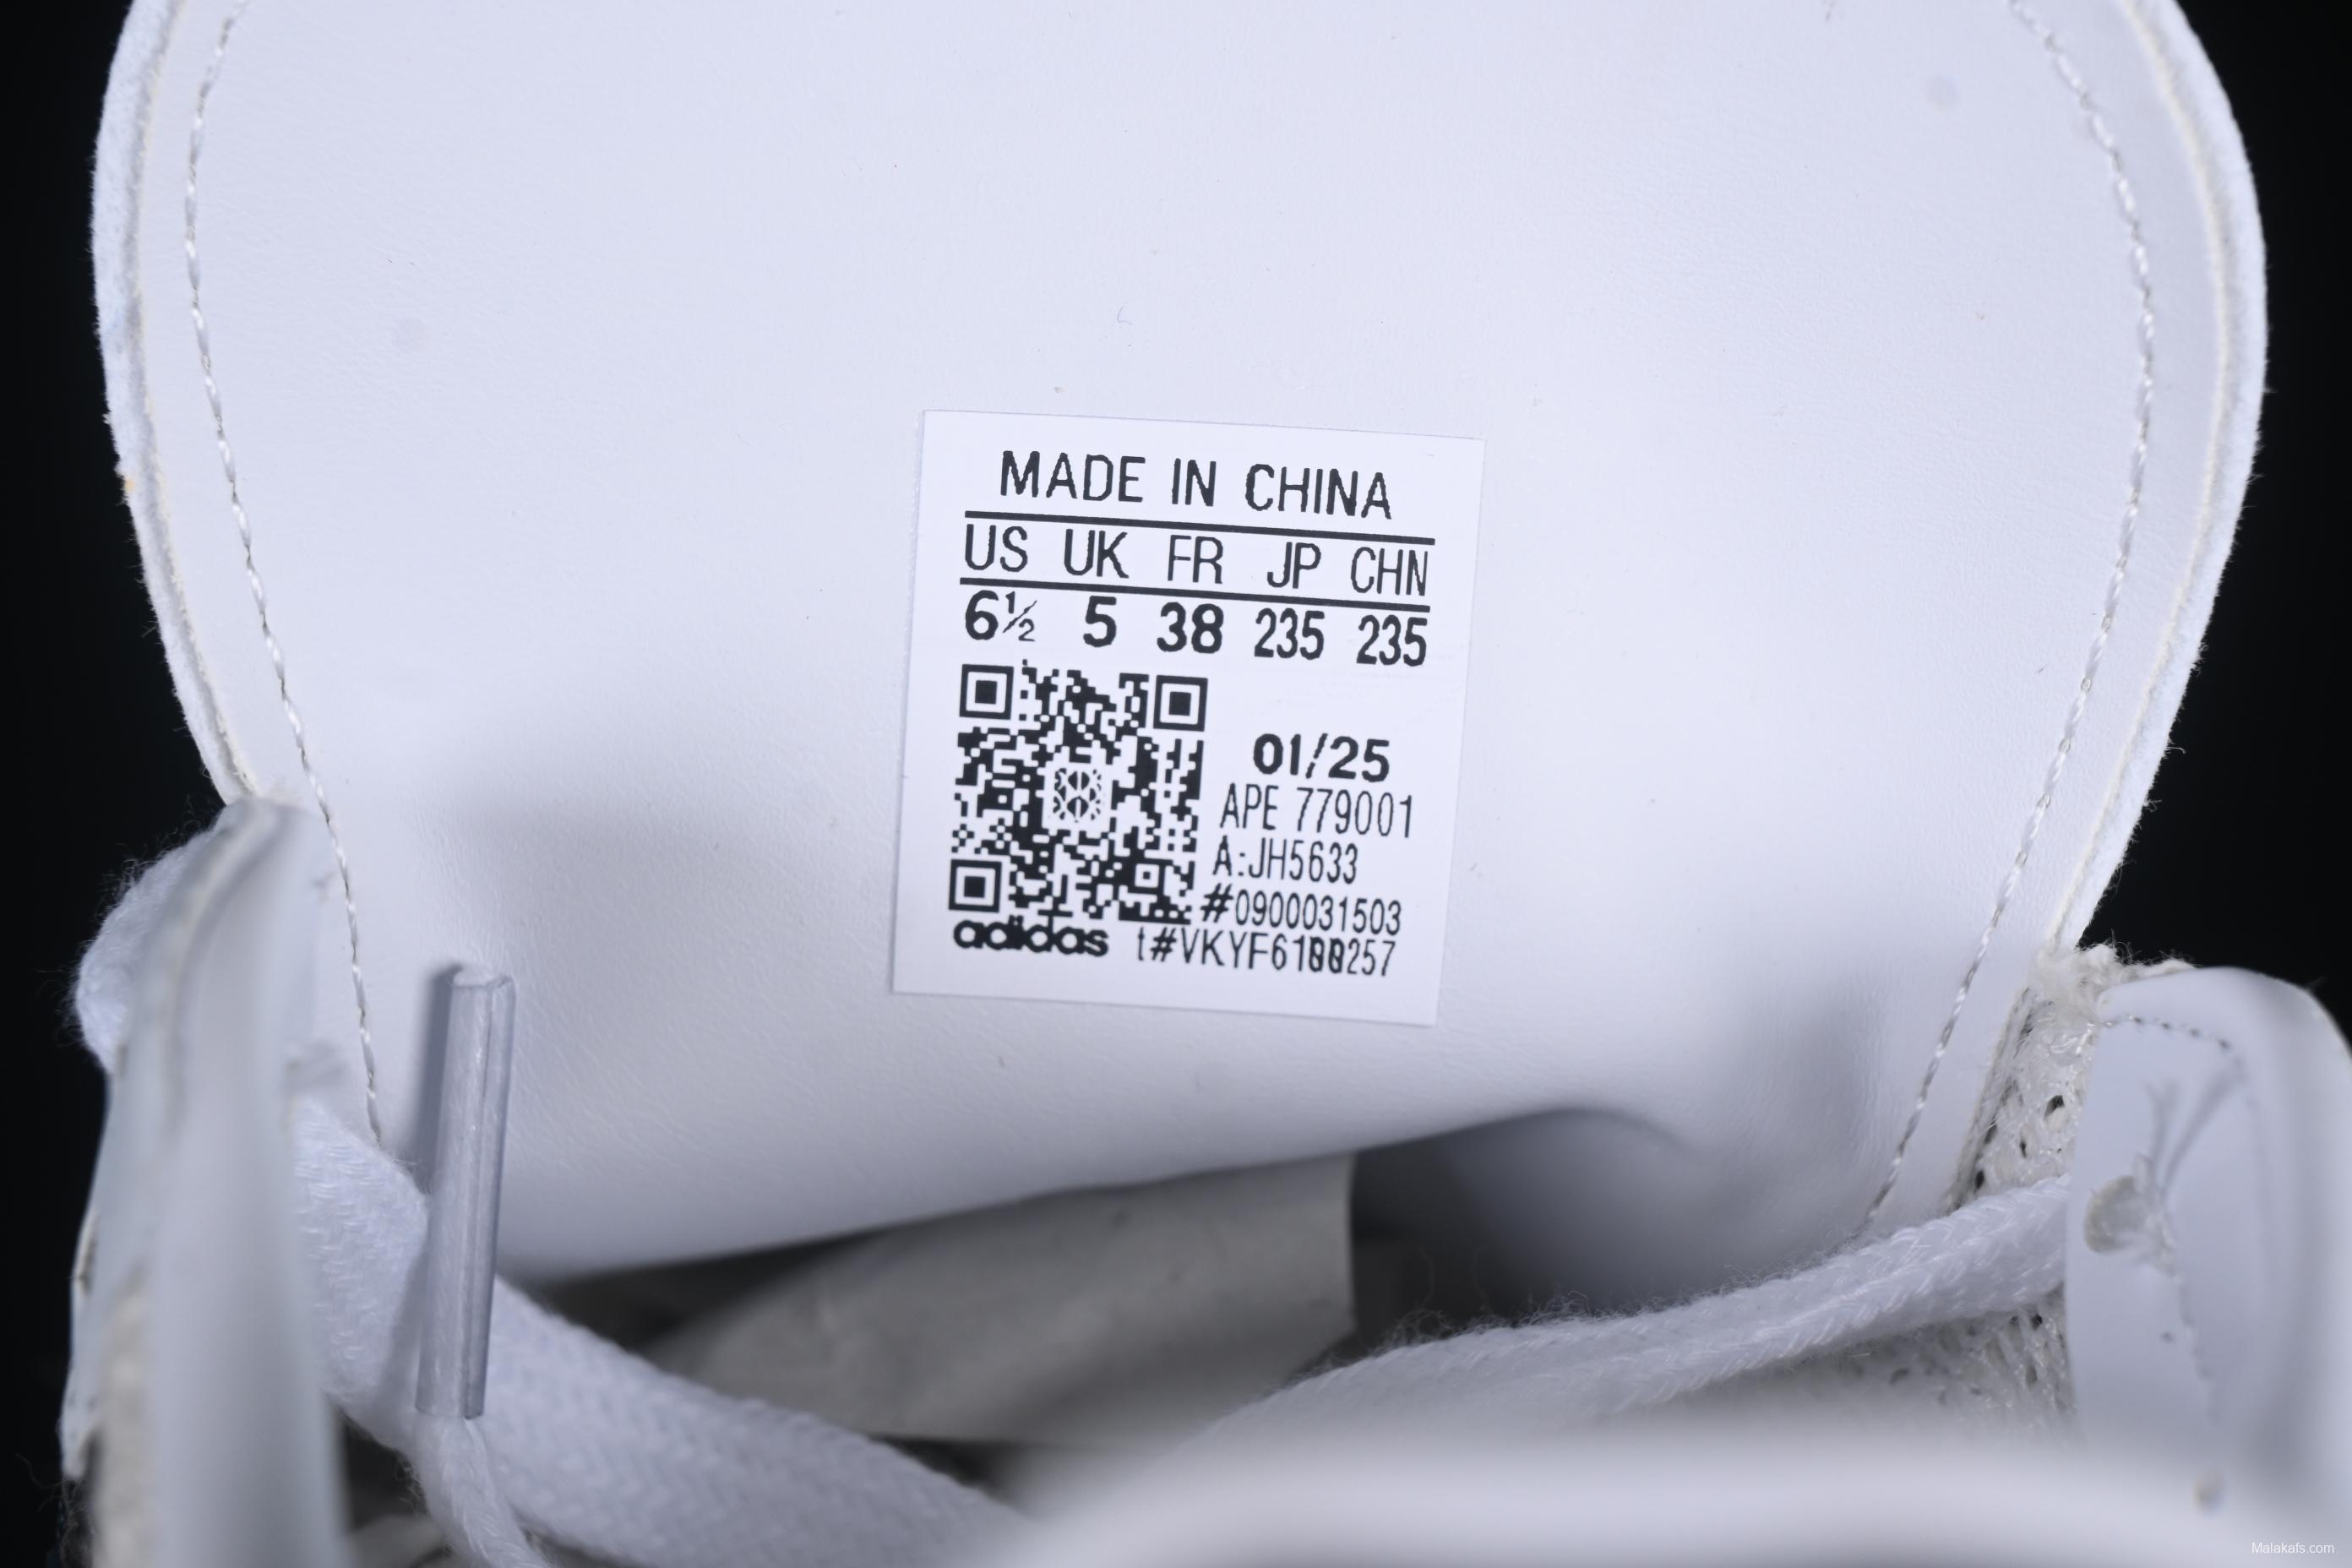 MADE IN CHINA
US UK FR JP CHN
6½ 5 38 235 235
01/25
APE 779001
A:JH5633
#0900031503
adidas
Malakafs.com